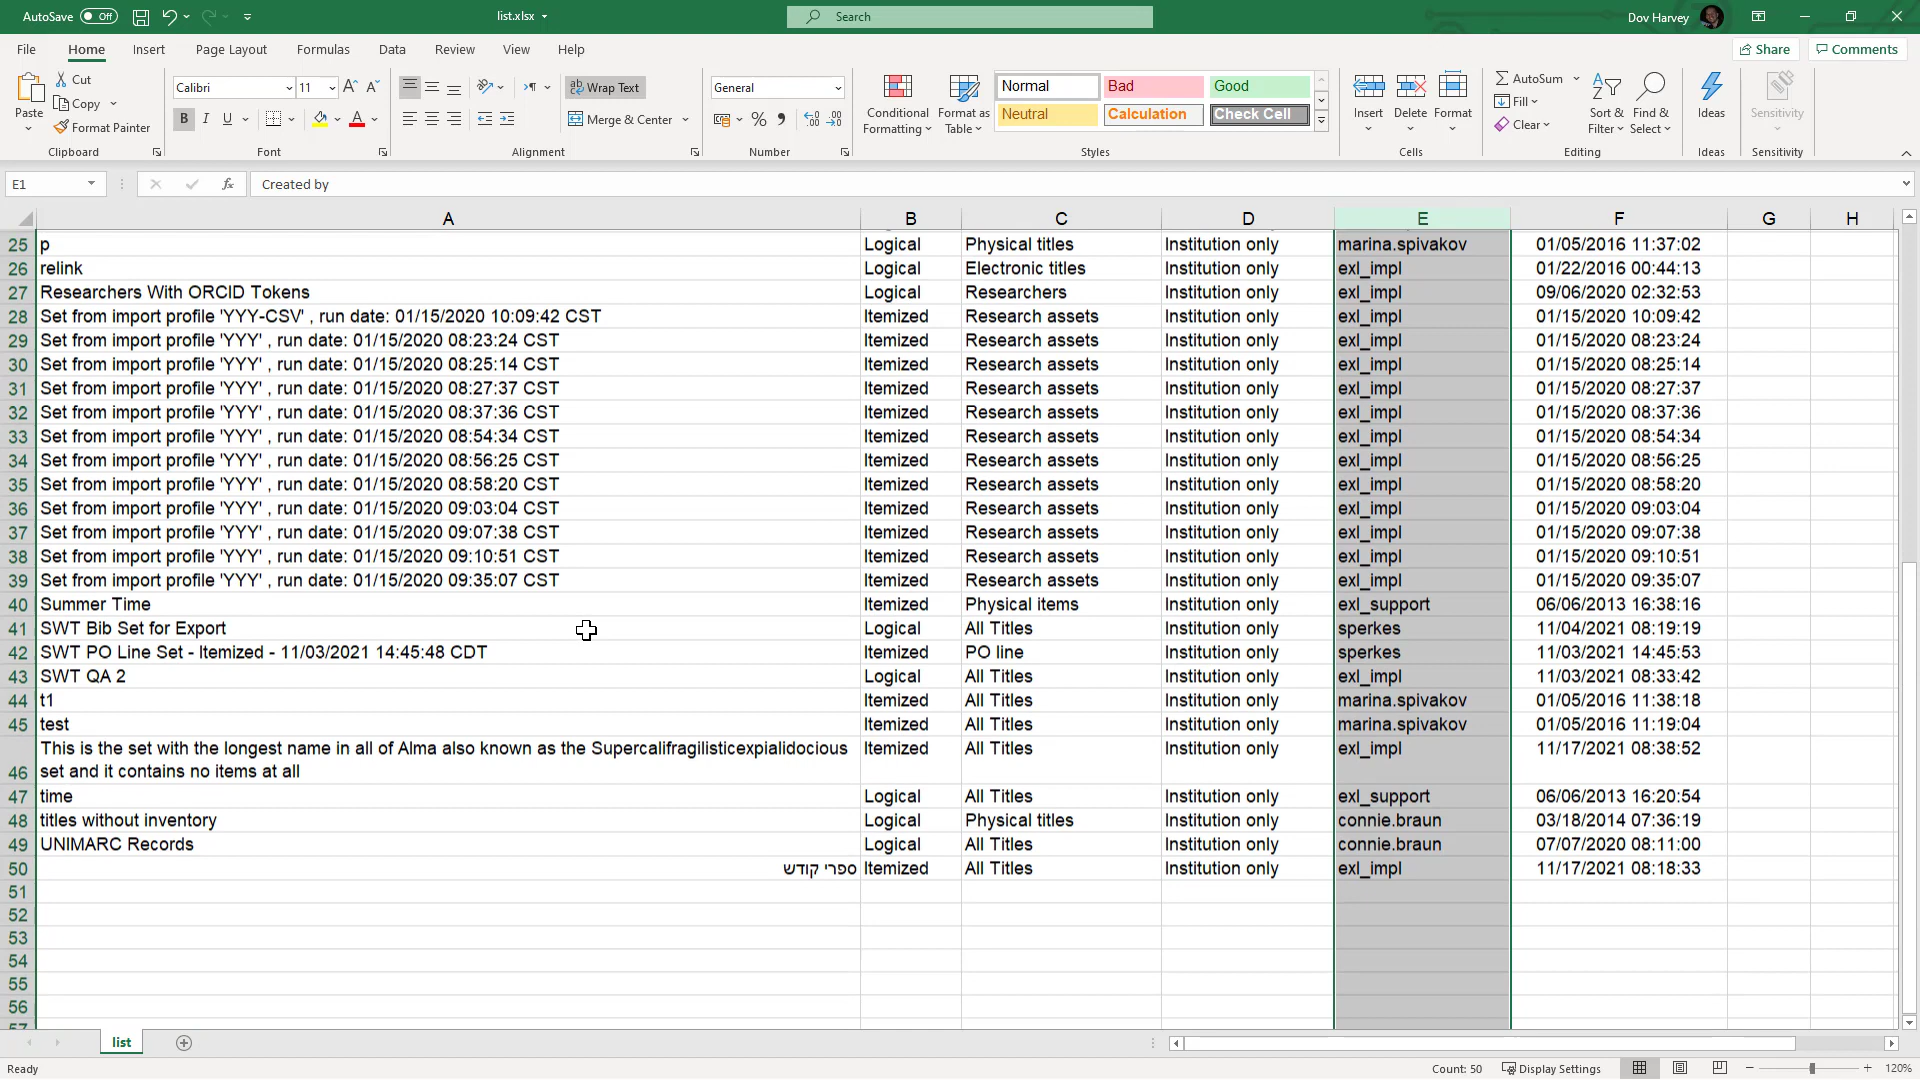 AutoSave Off list.xlsx Search Dov Harvey
File Home Insert Page Layout Formulas Data Review View Help Share Comments
Paste Cut Copy Format Painter Clipboard
Calibri 11 B I U A Font
ab Wrap Text Merge & Center Alignment
General % Number
Conditional Formatting Format as Table
Normal Bad Good
Neutral Calculation Check Cell
Styles
Insert Delete Format Cells
AutoSum Fill Clear Sort & Filter Find & Select Editing
Ideas Ideas
Sensitivity Sensitivity
E1 fx Created by
A B C D E F G H
25 p Logical Physical titles Institution only marina.spivakov 01/05/2016 11:37:02
26 relink Logical Electronic titles Institution only exl_impl 01/22/2016 00:44:13
27 Researchers With ORCID Tokens Logical Researchers Institution only exl_impl 09/06/2020 02:32:53
28 Set from import profile 'YYY-CSV' , run date: 01/15/2020 10:09:42 CST Itemized Research assets Institution only exl_impl 01/15/2020 10:09:42
29 Set from import profile 'YYY' , run date: 01/15/2020 08:23:24 CST Itemized Research assets Institution only exl_impl 01/15/2020 08:23:24
30 Set from import profile 'YYY' , run date: 01/15/2020 08:25:14 CST Itemized Research assets Institution only exl_impl 01/15/2020 08:25:14
31 Set from import profile 'YYY' , run date: 01/15/2020 08:27:37 CST Itemized Research assets Institution only exl_impl 01/15/2020 08:27:37
32 Set from import profile 'YYY' , run date: 01/15/2020 08:37:36 CST Itemized Research assets Institution only exl_impl 01/15/2020 08:37:36
33 Set from import profile 'YYY' , run date: 01/15/2020 08:54:34 CST Itemized Research assets Institution only exl_impl 01/15/2020 08:54:34
34 Set from import profile 'YYY' , run date: 01/15/2020 08:56:25 CST Itemized Research assets Institution only exl_impl 01/15/2020 08:56:25
35 Set from import profile 'YYY' , run date: 01/15/2020 08:58:20 CST Itemized Research assets Institution only exl_impl 01/15/2020 08:58:20
36 Set from import profile 'YYY' , run date: 01/15/2020 09:03:04 CST Itemized Research assets Institution only exl_impl 01/15/2020 09:03:04
37 Set from import profile 'YYY' , run date: 01/15/2020 09:07:38 CST Itemized Research assets Institution only exl_impl 01/15/2020 09:07:38
38 Set from import profile 'YYY' , run date: 01/15/2020 09:10:51 CST Itemized Research assets Institution only exl_impl 01/15/2020 09:10:51
39 Set from import profile 'YYY' , run date: 01/15/2020 09:35:07 CST Itemized Research assets Institution only exl_impl 01/15/2020 09:35:07
40 Summer Time Itemized Physical items Institution only exl_support 06/06/2013 16:38:16
41 SWT Bib Set for Export Logical All Titles Institution only sperkes 11/04/2021 08:19:19
42 SWT PO Line Set - Itemized - 11/03/2021 14:45:48 CDT Itemized PO line Institution only sperkes 11/03/2021 14:45:53
43 SWT QA 2 Logical All Titles Institution only exl_impl 11/03/2021 08:33:42
44 t1 Itemized All Titles Institution only marina.spivakov 01/05/2016 11:38:18
45 test Itemized All Titles Institution only marina.spivakov 01/05/2016 11:19:04
This is the set with the longest name in all of Alma also known as the Supercalifragilisticexpialidocious Itemized All Titles Institution only exl_impl 11/17/2021 08:38:52
46 set and it contains no items at all
47 time Logical All Titles Institution only exl_support 06/06/2013 16:20:54
48 titles without inventory Logical Physical titles Institution only connie.braun 03/18/2014 07:36:19
49 UNIMARC Records Logical All Titles Institution only connie.braun 07/07/2020 08:11:00
50 ספרי קודש Itemized All Titles Institution only exl_impl 11/17/2021 08:18:33
51
52
53
54
55
56
57
list
Ready Count: 50 Display Settings 120%